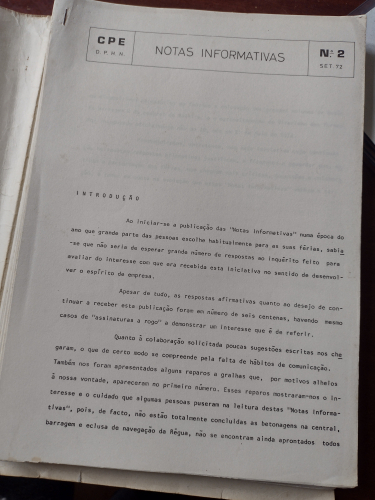 CPE
D. P. H. H.
NOTAS INFORMATIVAS
N.º 2
SET. 72
INTRODUÇÃO
Ao iniciar-se a publicação das "Notas Informativas" numa época do
ano que grande parte das pessoas escolhe habitualmente para as suas férias, sabia
-se que não seria de esperar grande número de respostas ao inquérito feito para
avaliar do interesse com que era recebida esta iniciativa no sentido de desenvol-
ver o espírito de empresa.
Apesar de tudo, as respostas afirmativas quanto ao desejo de con-
tinuar a receber esta publicação foram em número de seis centenas, havendo mesmo
casos de "assinaturas a rogo" a demonstrar um interesse que é de referir.
Quanto à colaboração solicitada poucas sugestões escritas nos che
garam, o que de certo modo se compreende pela falta de hábitos de comunicação.
Também nos foram apresentados alguns reparos a gralhas que, por motivos alheios
à nossa vontade, apareceram no primeiro número. Esses reparos mostraram-nos o in-
teresse e o cuidado que algumas pessoas puseram na leitura destas "Notas Informa-
tivas", pois, de facto, não estão totalmente concluídas as betonagens na central,
barragem e eclusa de navegação da Régua, não se encontram ainda aprontados todos